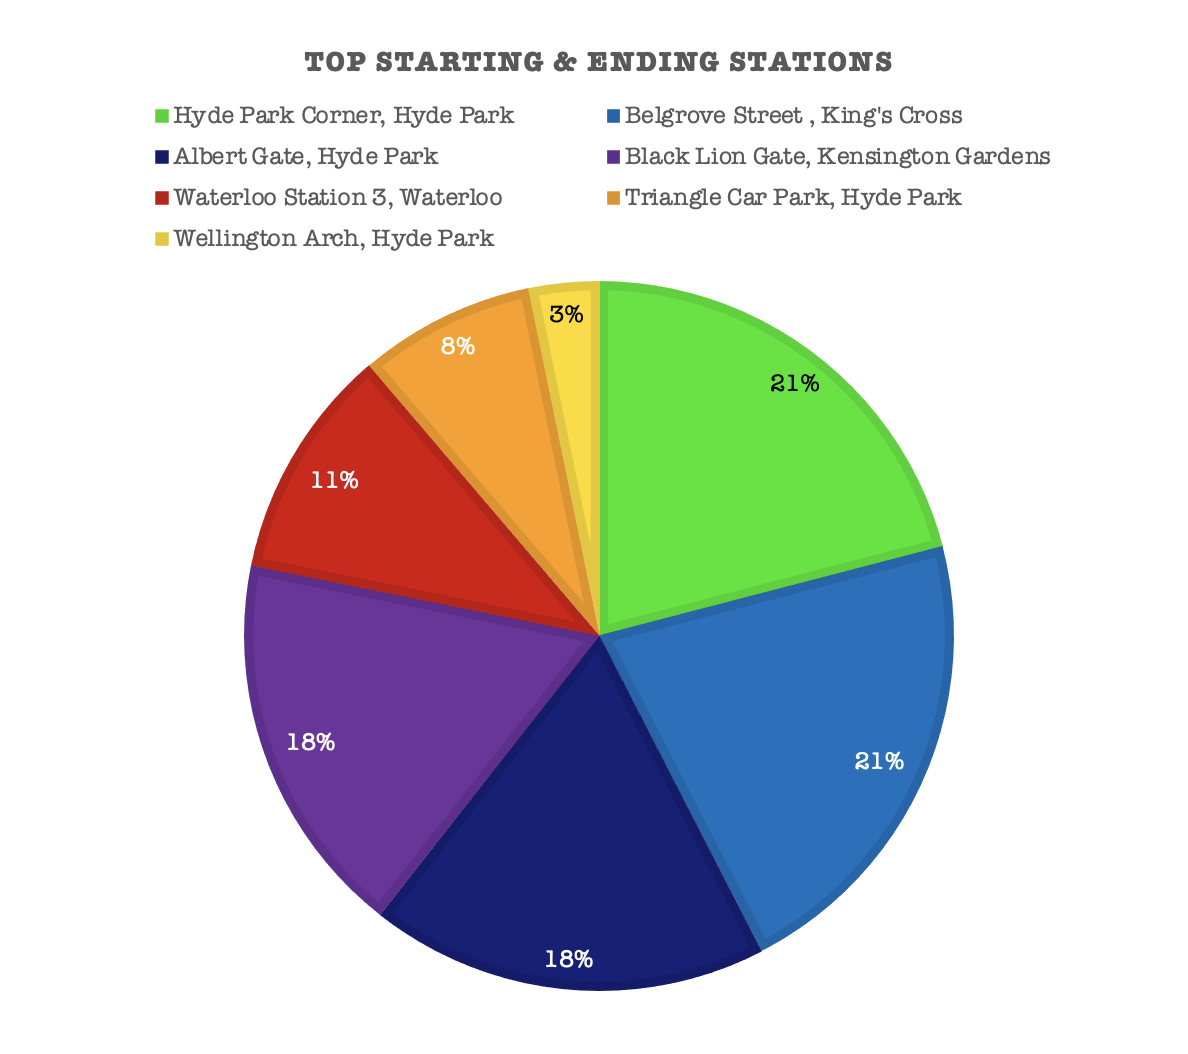 TOP STARTING & ENDING STATIONS
Hyde Park Corner, Hyde Park
Belgrove Street , King's Cross
Albert Gate, Hyde Park
Black Lion Gate, Kensington Gardens
Waterloo Station 3, Waterloo
Triangle Car Park, Hyde Park
Wellington Arch, Hyde Park
3%
8%
21%
11%
18%
21%
18%